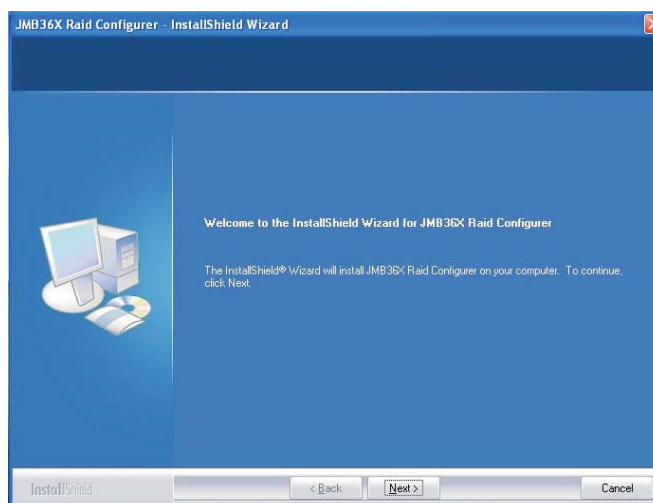 JMB36X Raid Configurer - InstallShield Wizard
Welcome to the InstallShield Wizard for JMB36X Raid Configurer
The InstallShield® Wizard will install JMB36X Raid Configurer on your computer. To continue,
click Next.
InstallShield
< Back
Next >
Cancel